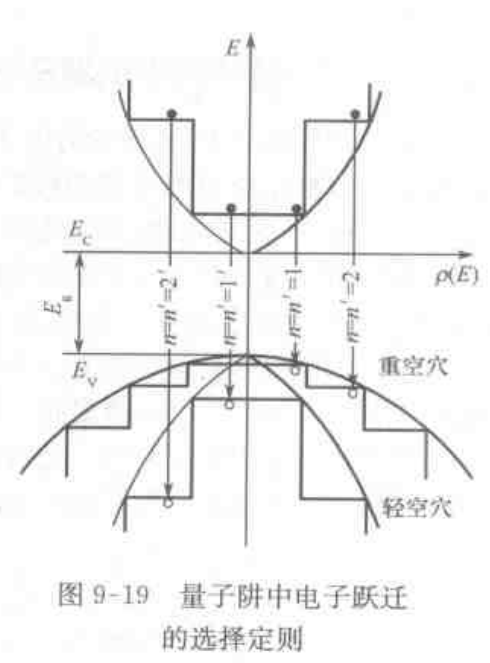 E
E_C
ρ(E)
E_g
n=n′=2′
n=n′=1′
n=n′=1
n=n′=2
E_V
重空穴
轻空穴
图 9-19 量子阱中电子跃迁
的选择定则